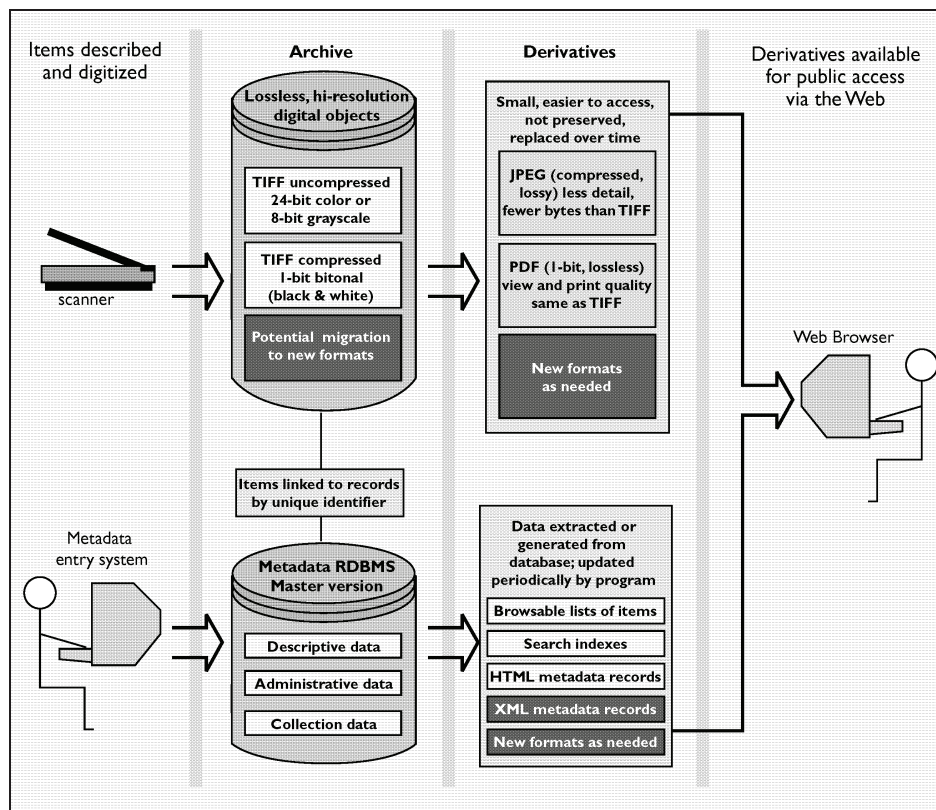 Items described
and digitized
Archive
Derivatives
Derivatives available
for public access
via the Web
Lossless, hi-resolution
digital objects
TIFF uncompressed
24-bit color or
8-bit grayscale
TIFF compressed
1-bit bitonal
(black & white)
Potential migration
to new formats
Small, easier to access,
not preserved,
replaced over time
JPEG (compressed,
lossy) less detail,
fewer bytes than TIFF
PDF (1-bit, lossless)
view and print quality
same as TIFF
New formats
as needed
scanner
Web Browser
Items linked to records
by unique identifier
Metadata
entry system
Metadata RDBMS
Master version
Descriptive data
Administrative data
Collection data
Data extracted or
generated from
database; updated
periodically by program
Browsable lists of items
Search indexes
HTML metadata records
XML metadata records
New formats as needed